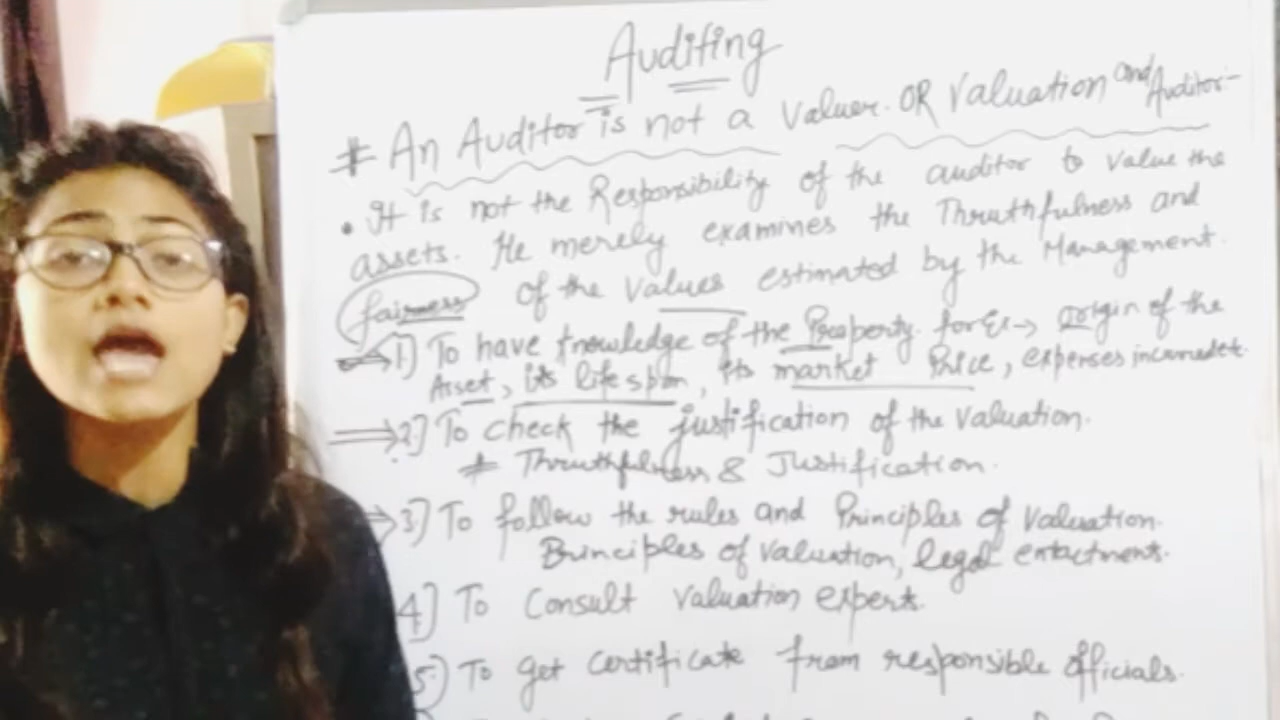 Auditing
# An Auditor is not a Valuer. OR Valuation and Auditor-
• It is not the Responsibility of the auditor to value the
assets. He merely examines the Thruthfulness and
fairness of the values estimated by the Management.
1) To have knowledge of the Property. for Ex→ Origin of the
Asset, its life span, its market Price, expenses incurred etc.
2) To check the justification of the Valuation.
# Thruthfulness & Justification.
3) To follow the rules and Principles of Valuation.
Principles of Valuation, legal
4) To Consult Valuation expert.
5) To get certificate from responsible officials.